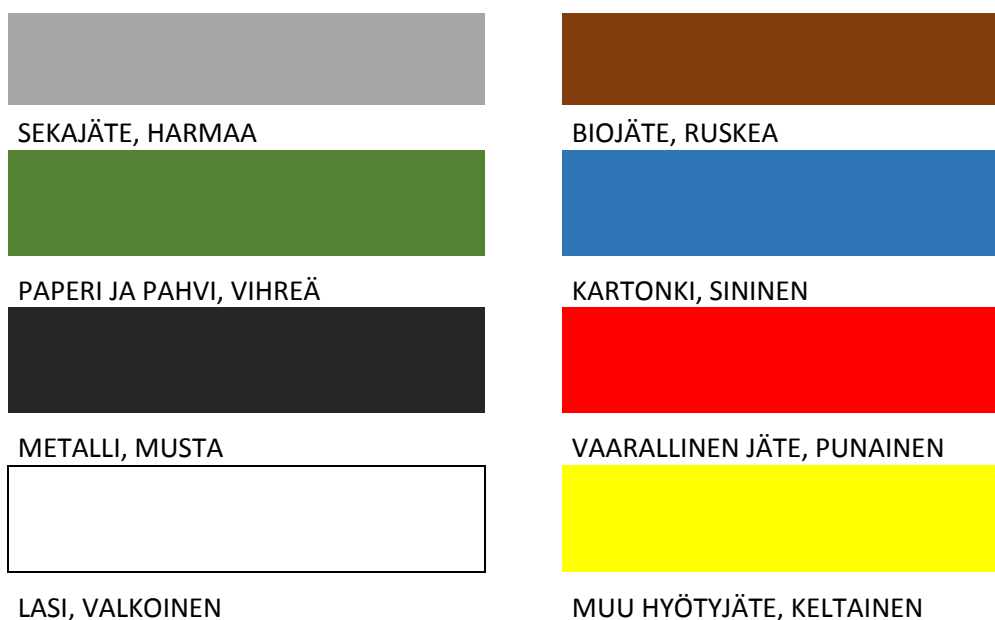 SEKAJÄTE, HARMAA
BIOJÄTE, RUSKEA
PAPERI JA PAHVI, VIHREÄ
KARTONKI, SININEN
METALLI, MUSTA
VAARALLINEN JÄTE, PUNAINEN
LASI, VALKOINEN
MUU HYÖTYJÄTE, KELTAINEN